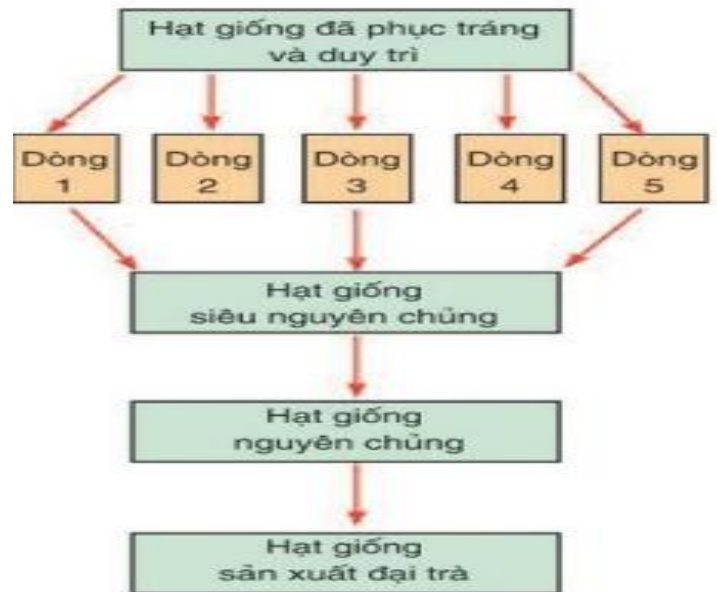 Hạt giống đã phục tráng
và duy trì
Dòng
1
Dòng
2
Dòng
3
Dòng
4
Dòng
5
Hạt giống
siêu nguyên chủng
Hạt giống
nguyên chủng
Hạt giống
sản xuất đại trà